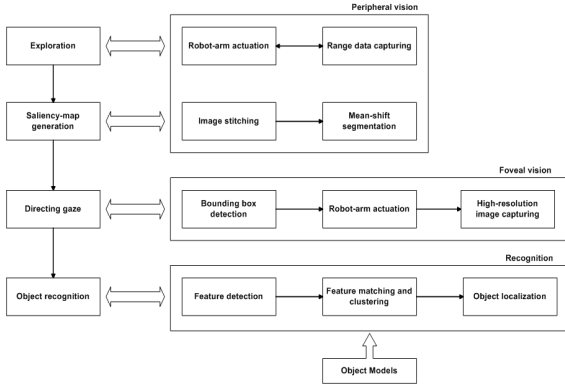 Peripheral vision
Exploration
Robot-arm actuation
Range data capturing
Saliency-map
generation
Image stitching
Mean-shift
segmentation
Foveal vision
Directing gaze
Bounding box
detection
Robot-arm actuation
High-resolution
image capturing
Recognition
Object recognition
Feature detection
Feature matching and
clustering
Object localization
Object Models